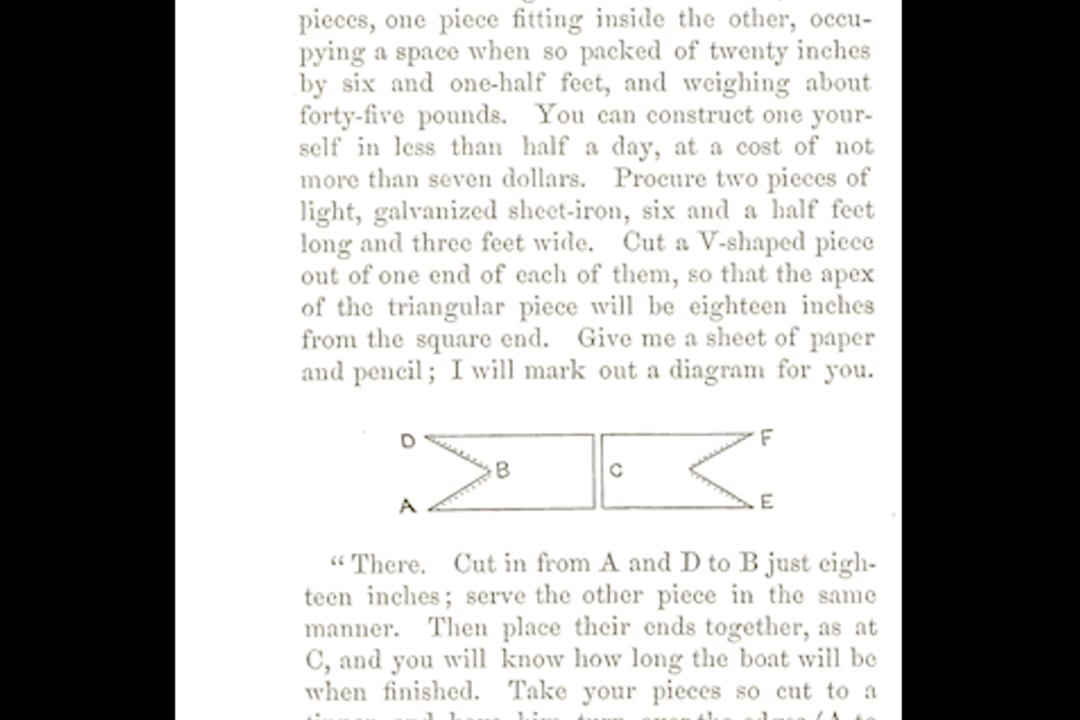 pieces, one piece fitting inside the other, occu-
pying a space when so packed of twenty inches
by six and one-half feet, and weighing about
forty-five pounds. You can construct one your-
self in less than half a day, at a cost of not
more than seven dollars. Procure two pieces of
light, galvanized sheet-iron, six and a half feet
long and three feet wide. Cut a V-shaped piece
out of one end of each of them, so that the apex
of the triangular piece will be eighteen inches
from the square end. Give me a sheet of paper
and pencil; I will mark out a diagram for you.
D F
B C
A E
“ There. Cut in from A and D to B just eigh-
teen inches; serve the other piece in the same
manner. Then place their ends together, as at
C, and you will know how long the boat will be
when finished. Take your pieces so cut to a